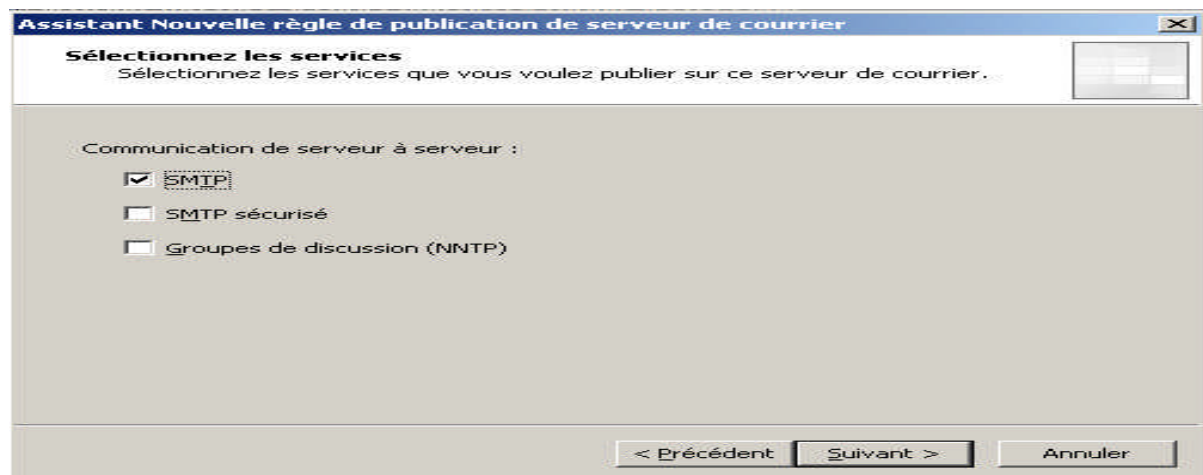 Assistant Nouvelle règle de publication de serveur de courrier
Sélectionnez les services
Sélectionnez les services que vous voulez publier sur ce serveur de courrier.
Communication de serveur à serveur :
SMTP
SMTP sécurisé
Groupes de discussion (NNTP)
< Précédent Suivant > Annuler